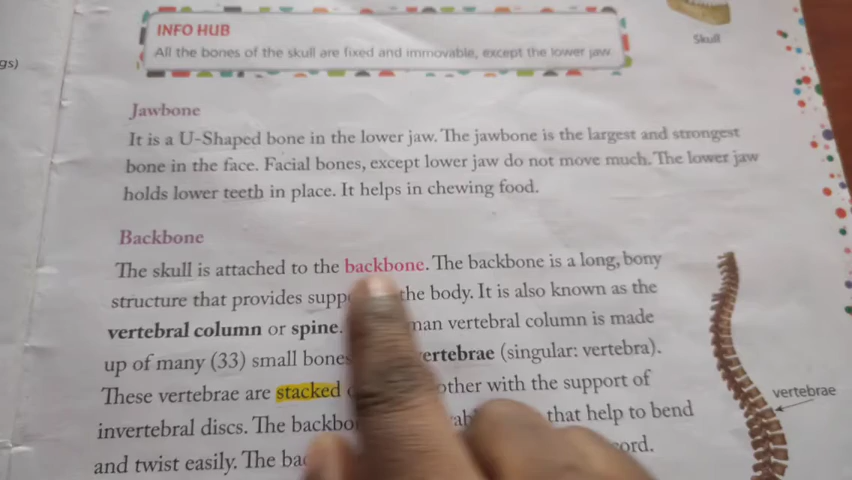 gs)
INFO HUB
All the bones of the skull are fixed and immovable, except the lower jaw.
Skull
Jawbone
It is a U-Shaped bone in the lower jaw. The jawbone is the largest and strongest
bone in the face. Facial bones, except lower jaw do not move much. The lower jaw
holds lower teeth in place. It helps in chewing food.
Backbone
The skull is attached to the backbone. The backbone is a long, bony
structure that provides supp the body. It is also known as the
vertebral column or spine. man vertebral column is made
up of many (33) small bones ertebrae (singular: vertebra).
These vertebrae are stacked other with the support of
invertebral discs. The backbo that help to bend
and twist easily. The bac ord.
vertebrae